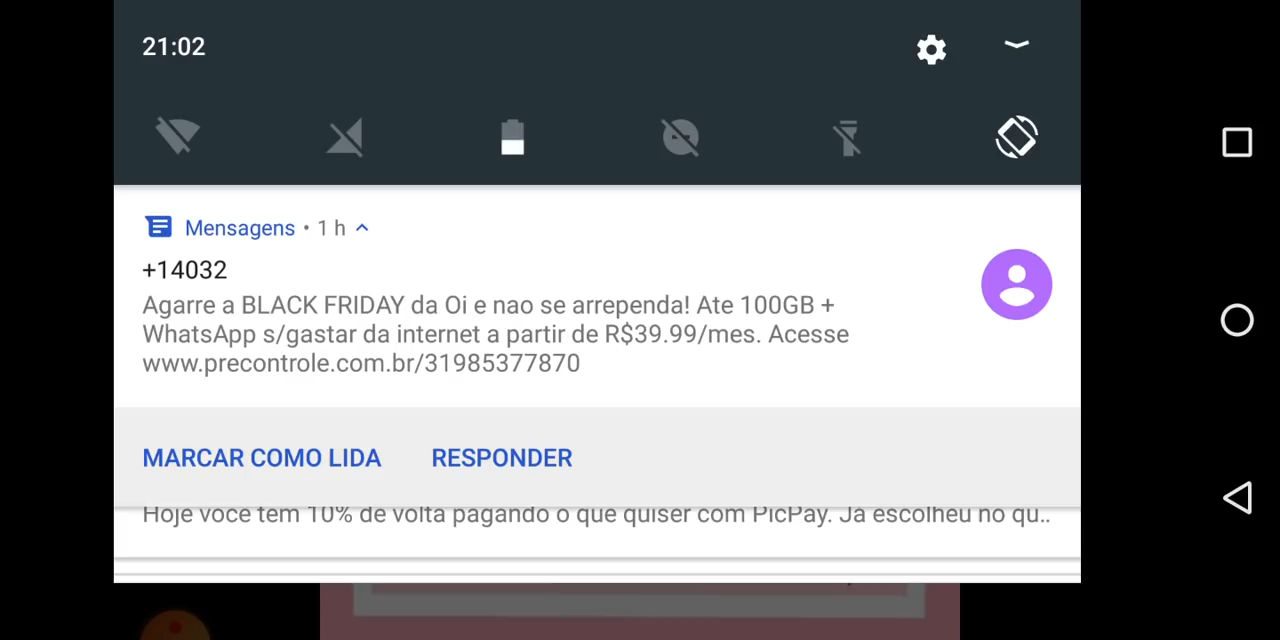 21:02
Mensagens • 1 h
+14032
Agarre a BLACK FRIDAY da Oi e nao se arrependa! Ate 100GB +
WhatsApp s/gastar da internet a partir de R$39.99/mes. Acesse
www.precontrole.com.br/31985377870
MARCAR COMO LIDA RESPONDER
Hoje você tem 10% de volta pagando o que quiser com PicPay. Já escolheu no qu..